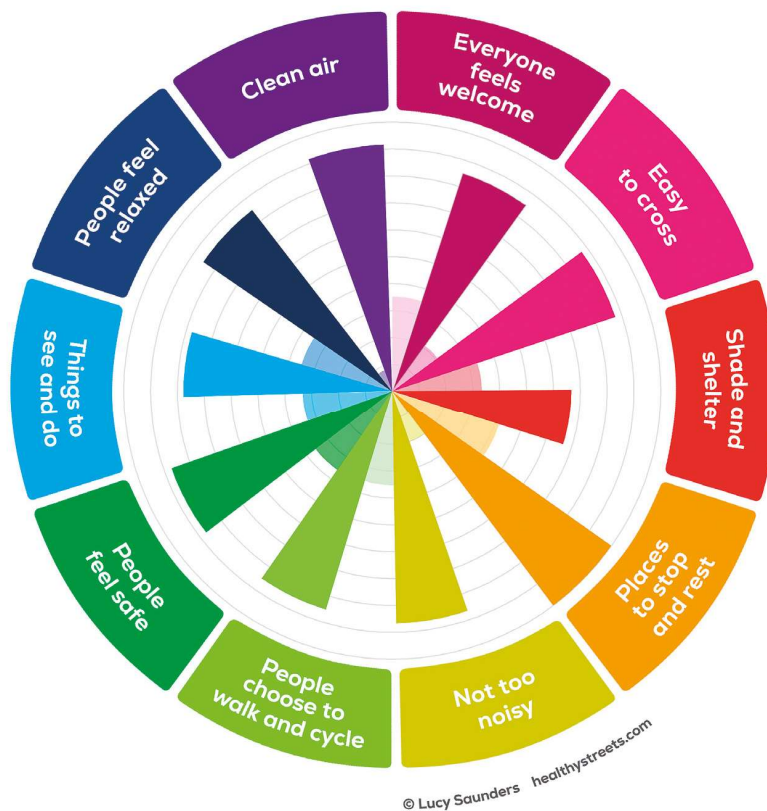 Clean air
Everyone
feels
welcome
Easy
to cross
Shade and
shelter
Places
to stop
and rest
Not too
noisy
People
choose to
walk and cycle
People
feel safe
Things to
see and do
People feel
relaxed
© Lucy Saunders healthystreets.com